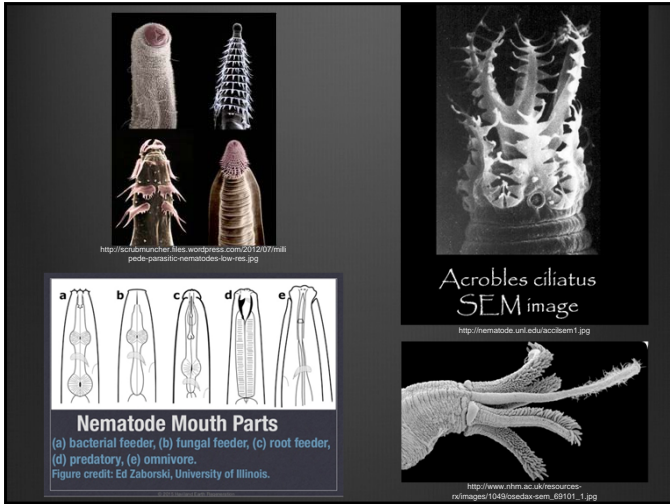 http://scrubmuncher.files.wordpress.com/2012/07/milli
pede-parasitic-nematodes-low-res.jpg
Acrobles ciliatus
SEM image
http://nematode.unl.edu/accilsem1.jpg
a b c d e
Nematode Mouth Parts
(a) bacterial feeder, (b) fungal feeder, (c) root feeder,
(d) predatory, (e) omnivore.
Figure credit: Ed Zaborski, University of Illinois.
http://www.nhm.ac.uk/resources-
rx/images/1049/osedax-sem_69101_1.jpg